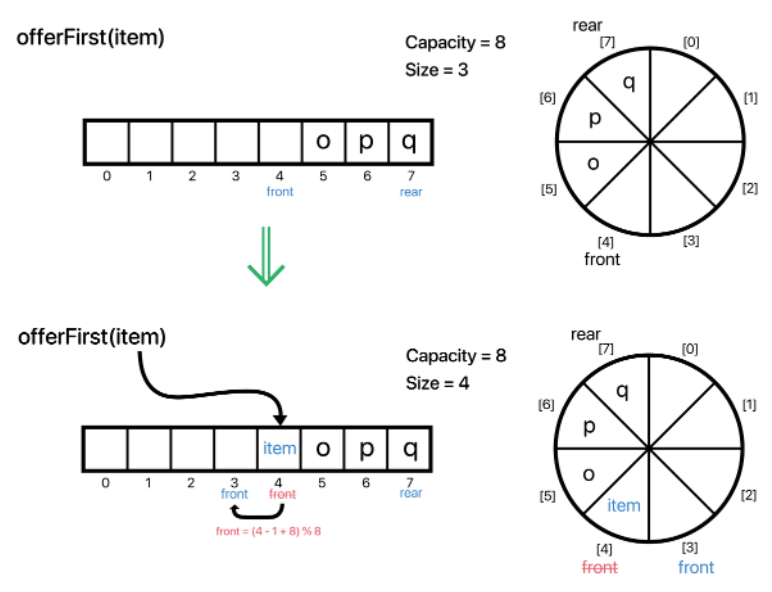 offerFirst(item)
Capacity = 8
Size = 3
o p q
0 1 2 3 4 5 6 7
front rear
rear
[7] [0]
[6] q [1]
p
o
[5] [2]
[4] [3]
front
offerFirst(item)
Capacity = 8
Size = 4
item o p q
0 1 2 3 4 5 6 7
front front rear
front = (4 - 1 + 8) % 8
rear
[7] [0]
[6] q [1]
p
o
[5] item [2]
[4] [3]
front front